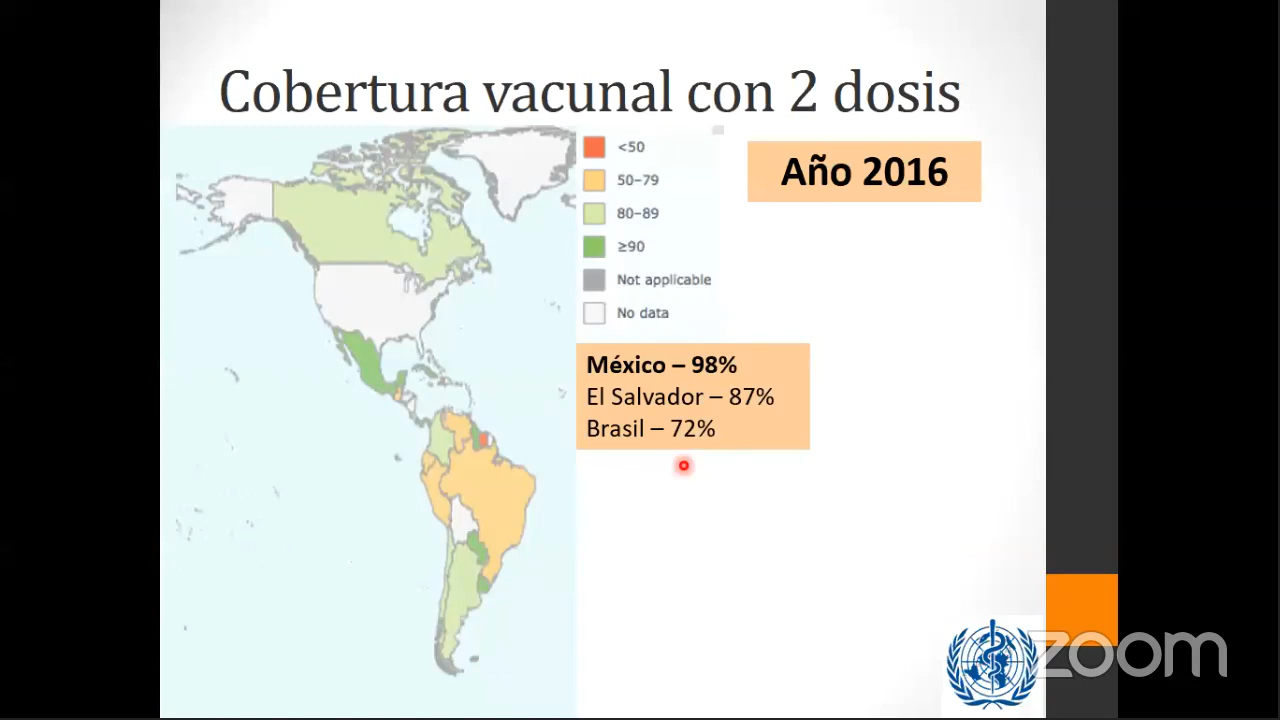 Cobertura vacunal con 2 dosis
Año 2016
<50
50–79
80–89
≥90
Not applicable
No data
México – 98%
El Salvador – 87%
Brasil – 72%
zoom